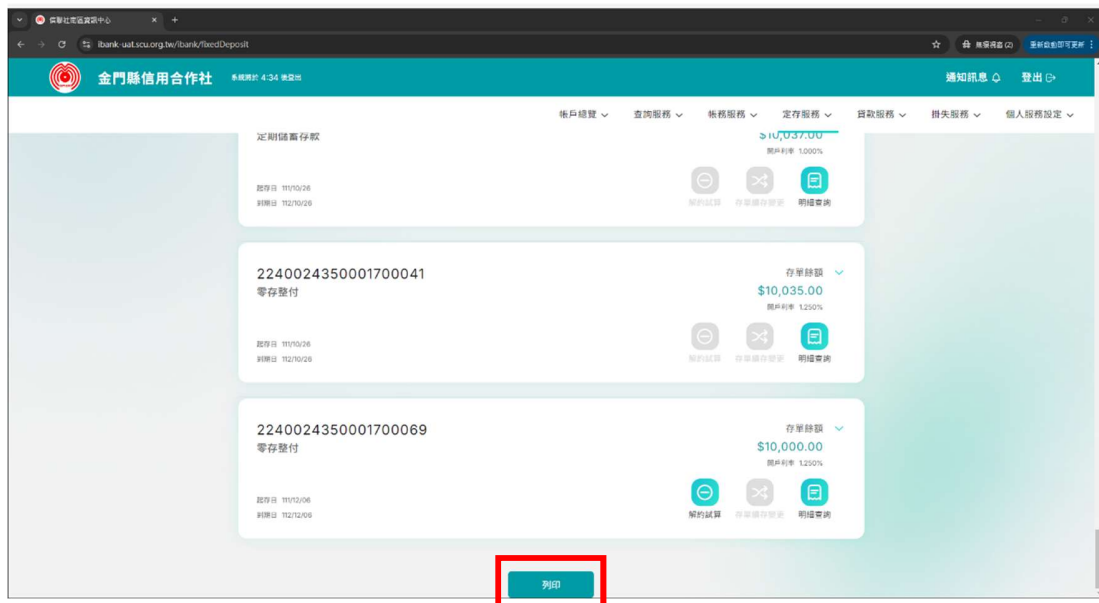 信聯社南區資訊中心
ibank-uat.scu.org.tw/ibank/fixedDeposit
無痕視窗 (2)
重新啟動即可更新
金門縣信用合作社
系統將於 4:34 後登出
通知訊息
登出
帳戶總覽
查詢服務
帳務服務
定存服務
貸款服務
掛失服務
個人服務設定
定期儲蓄存款
$10,037.00
開戶利率 1.000%
起存日 111/10/26
到期日 112/10/26
解約試算
存單續存變更
明細查詢
2240024350001700041
存單餘額
零存整付
$10,035.00
開戶利率 1.250%
起存日 111/10/26
到期日 112/10/26
解約試算
存單續存變更
明細查詢
2240024350001700069
存單餘額
零存整付
$10,000.00
開戶利率 1.250%
起存日 111/12/06
到期日 112/12/06
解約試算
存單續存變更
明細查詢
列印